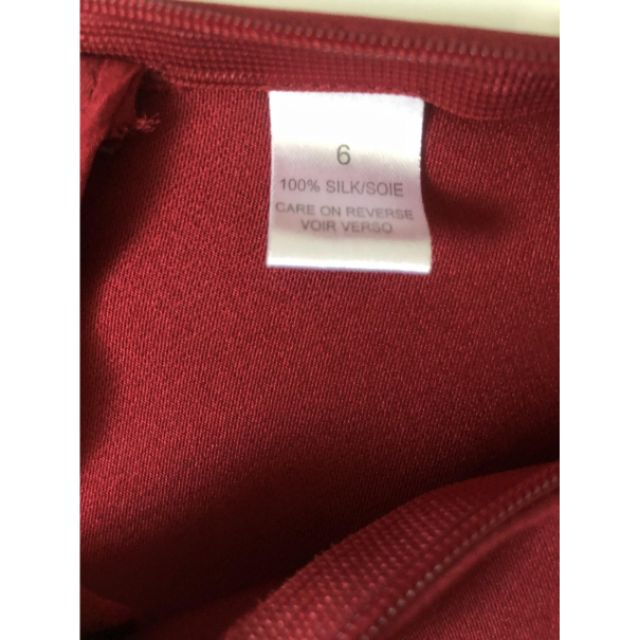 6
100% SILK/SOIE
CARE ON REVERSE
VOIR VERSO